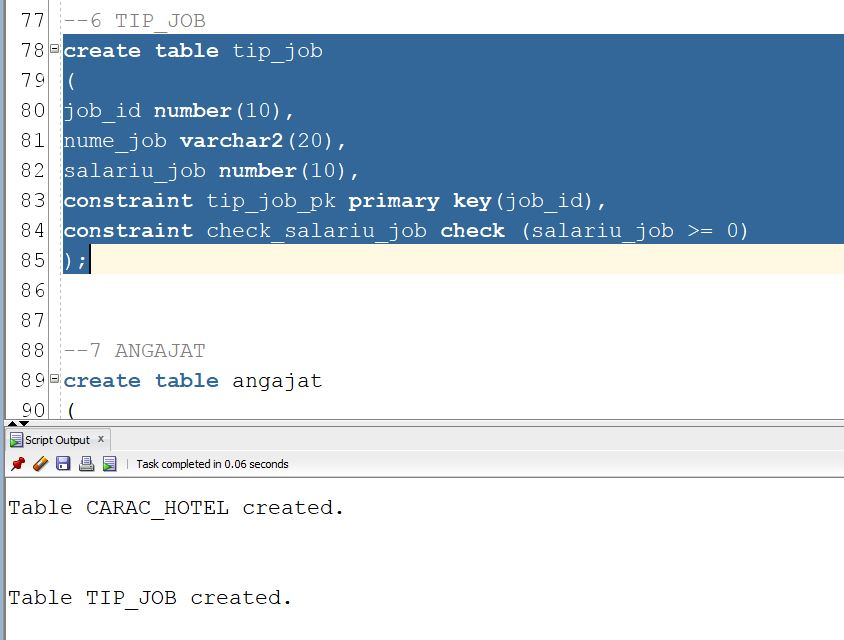 77 --6 TIP_JOB
78 create table tip_job
79 (
80 job_id number(10),
81 nume_job varchar2(20),
82 salariu_job number(10),
83 constraint tip_job_pk primary key(job_id),
84 constraint check_salariu_job check (salariu_job >= 0)
85 );
86
87
88 --7 ANGAJAT
89 create table angajat
90 (
Script Output x
Task completed in 0.06 seconds
Table CARAC_HOTEL created.
Table TIP_JOB created.